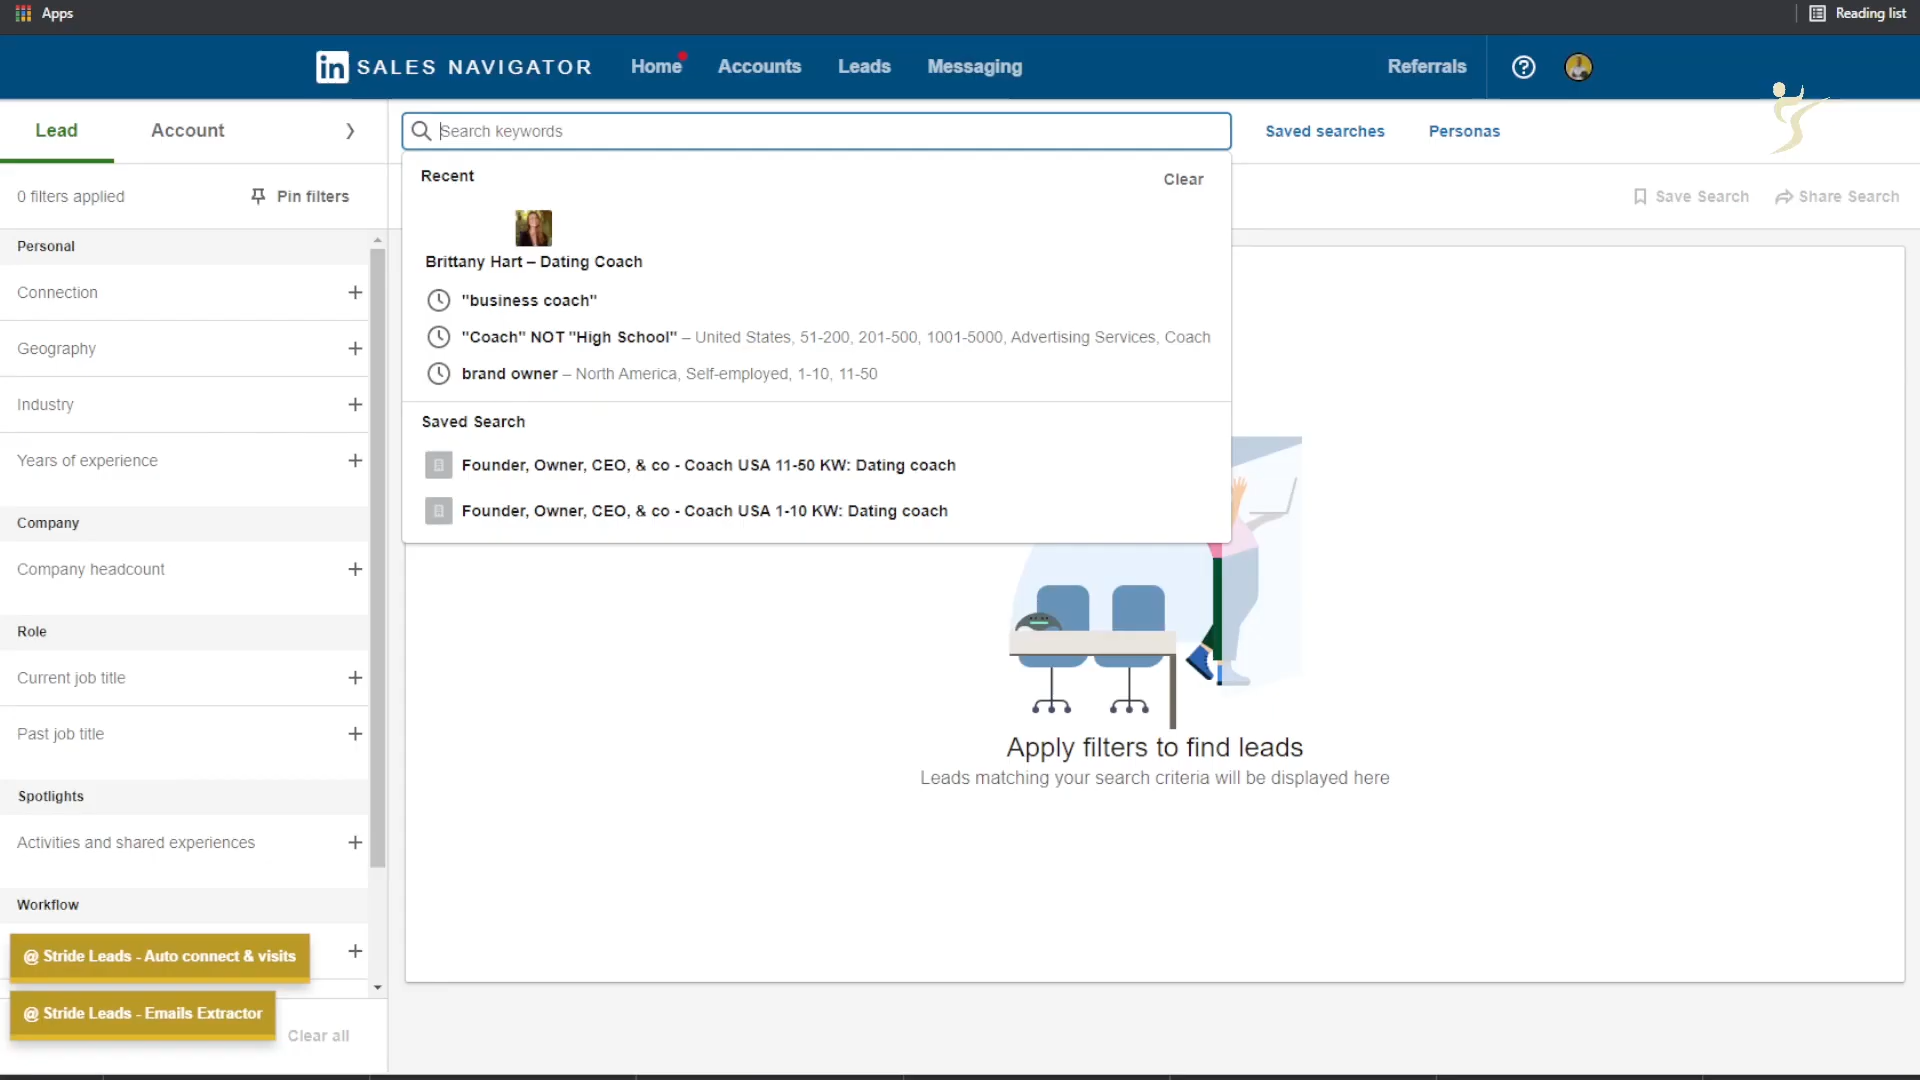 Apps
Reading list
in SALES NAVIGATOR
Home
Accounts
Leads
Messaging
Referrals
Lead
Account
Search keywords
Saved searches
Personas
0 filters applied
Pin filters
Save Search
Share Search
Recent
Clear
Brittany Hart – Dating Coach
"business coach"
"Coach" NOT "High School" – United States, 51-200, 201-500, 1001-5000, Advertising Services, Coach
brand owner – North America, Self-employed, 1-10, 11-50
Saved Search
Founder, Owner, CEO, & co - Coach USA 11-50 KW: Dating coach
Founder, Owner, CEO, & co - Coach USA 1-10 KW: Dating coach
Personal
Connection
Geography
Industry
Years of experience
Company
Company headcount
Role
Current job title
Past job title
Spotlights
Activities and shared experiences
Workflow
@ Stride Leads - Auto connect & visits
@ Stride Leads - Emails Extractor
Clear all
Apply filters to find leads
Leads matching your search criteria will be displayed here